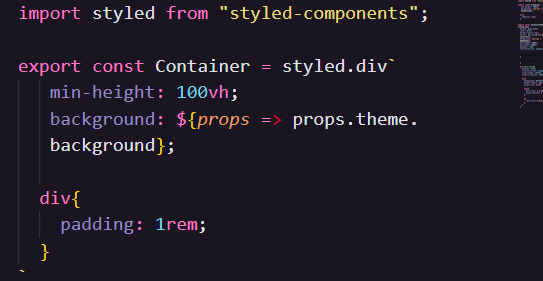 import styled from "styled-components";
export const Container = styled.div`
min-height: 100vh;
background: ${props => props.theme.
background};
div{
padding: 1rem;
}
`